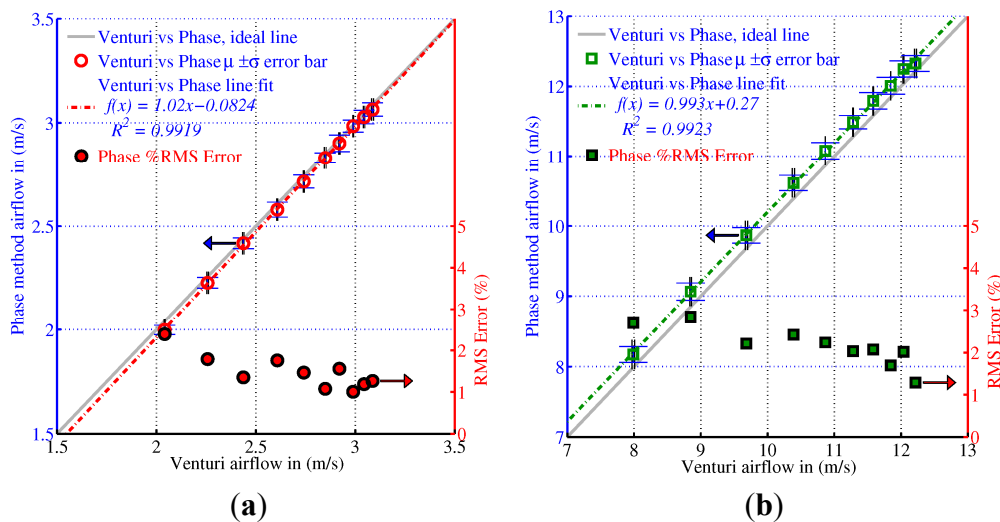 3.5
Venturi vs Phase, ideal line
Venturi vs Phase μ ±σ error bar
Venturi vs Phase line fit
f(x) = 1.02x−0.0824
R² = 0.9919
Phase %RMS Error
3
2.5
2
1.5
Phase method airflow in (m/s)
5
4
3
2
1
0
RMS Error (%)
1.5
2
2.5
3
3.5
Venturi airflow in (m/s)
(a)
13
Venturi vs Phase, ideal line
Venturi vs Phase μ ±σ error bar
Venturi vs Phase line fit
f(x) = 0.993x+0.27
R² = 0.9923
Phase %RMS Error
12
11
10
9
8
7
Phase method airflow in (m/s)
5
4
3
2
1
0
RMS Error (%)
7
8
9
10
11
12
13
Venturi airflow in (m/s)
(b)